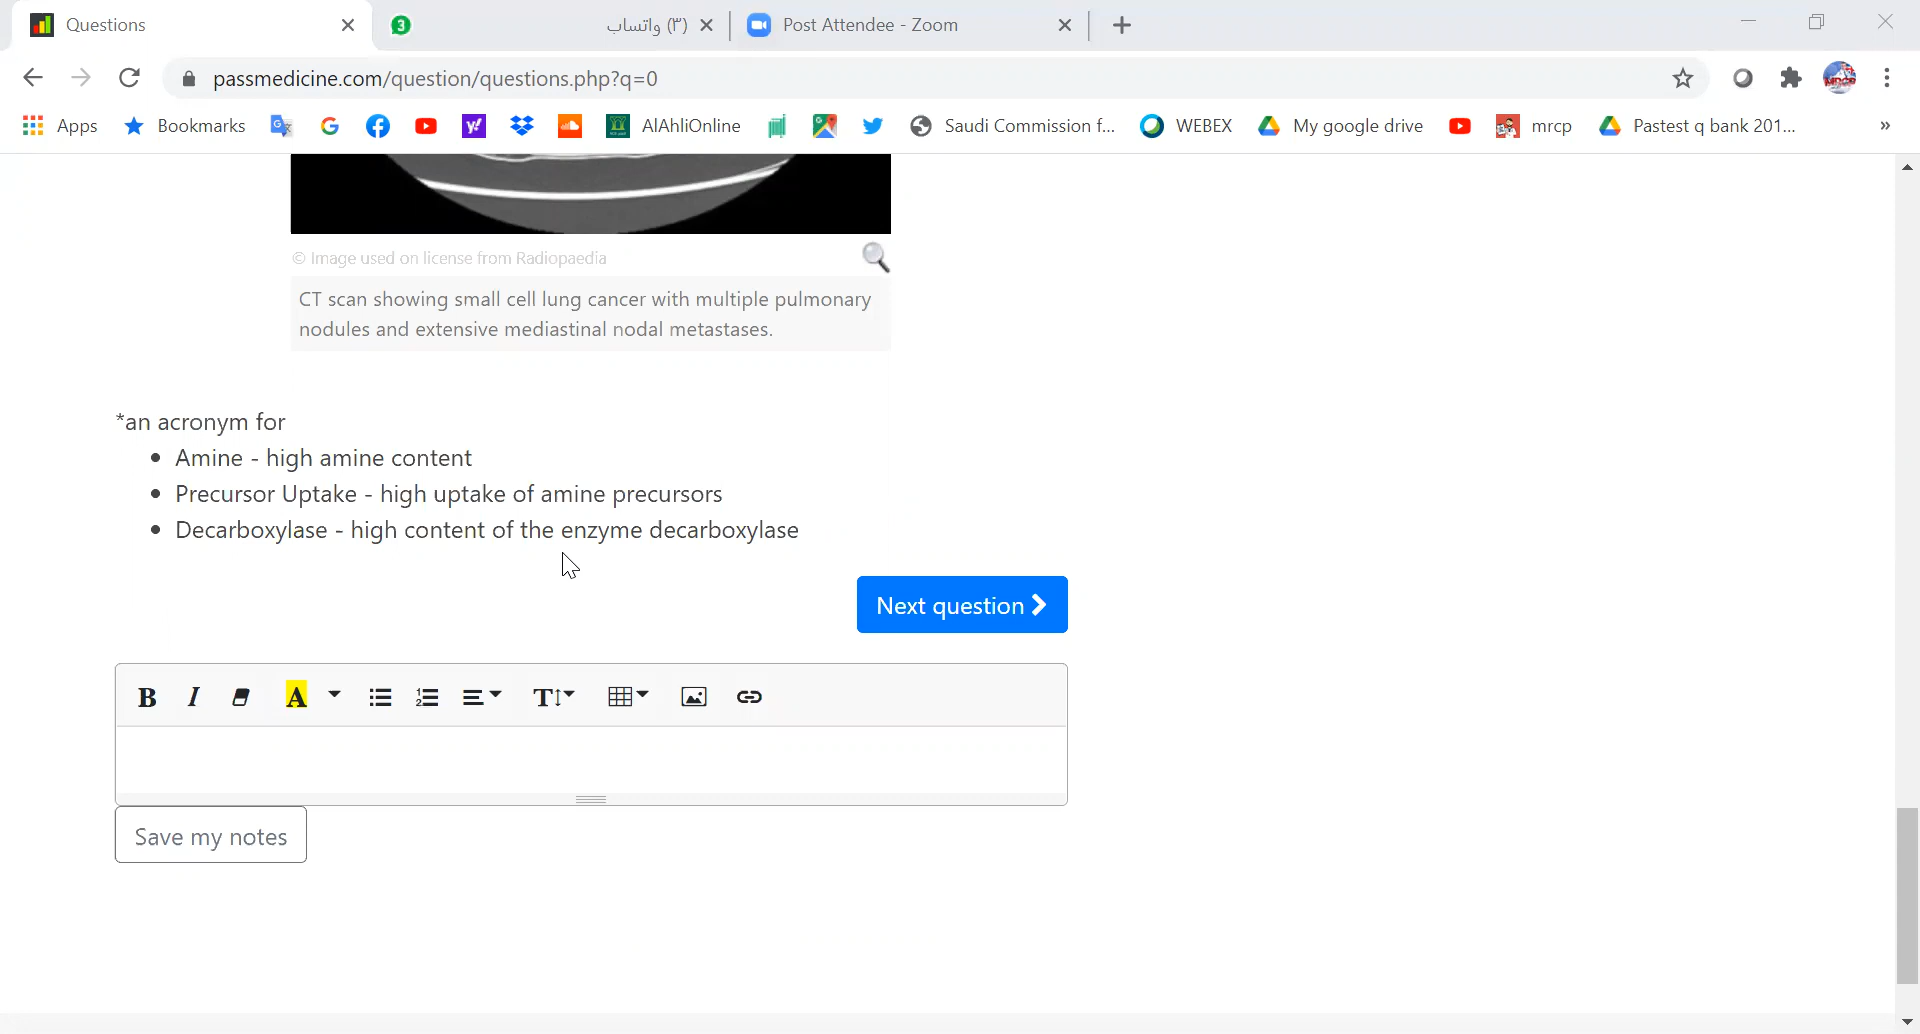 Questions
3
(٣) واتساب
Post Attendee - Zoom
passmedicine.com/question/questions.php?q=0
Apps
Bookmarks
AlAhliOnline
Saudi Commission f...
WEBEX
My google drive
mrcp
Pastest q bank 201...
© Image used on license from Radiopaedia
CT scan showing small cell lung cancer with multiple pulmonary
nodules and extensive mediastinal nodal metastases.
*an acronym for
• Amine - high amine content
• Precursor Uptake - high uptake of amine precursors
• Decarboxylase - high content of the enzyme decarboxylase
Next question
Save my notes